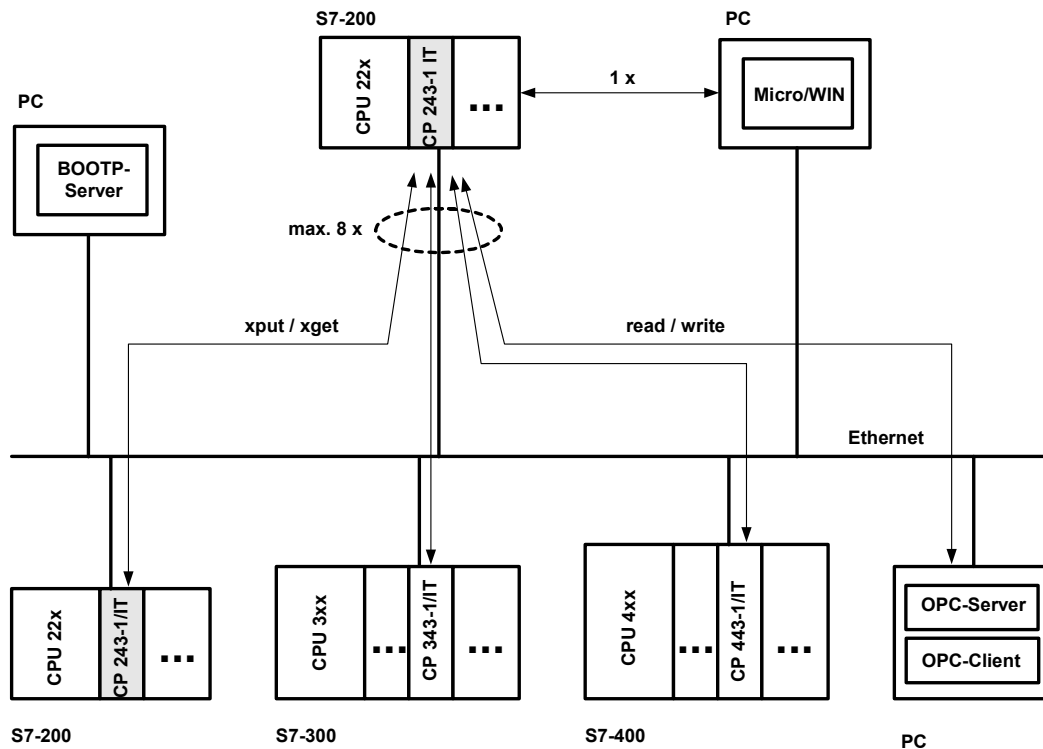 S7-200
PC
CPU 22x
CP 243-1 IT
...
1 x
Micro/WIN
PC
BOOTP-
Server
max. 8 x
xput / xget
read / write
Ethernet
CPU 22x
CP 243-1/IT
...
CPU 3xx
...
CP 343-1/IT
...
CPU 4xx
...
CP 443-1/IT
...
OPC-Server
OPC-Client
S7-200
S7-300
S7-400
PC